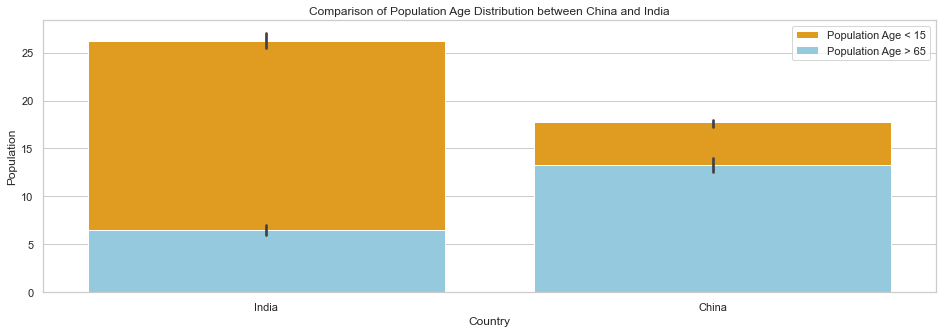 Comparison of Population Age Distribution between China and India
Population Age < 15
Population Age > 65
25
20
15
10
5
0
Population
India
China
Country